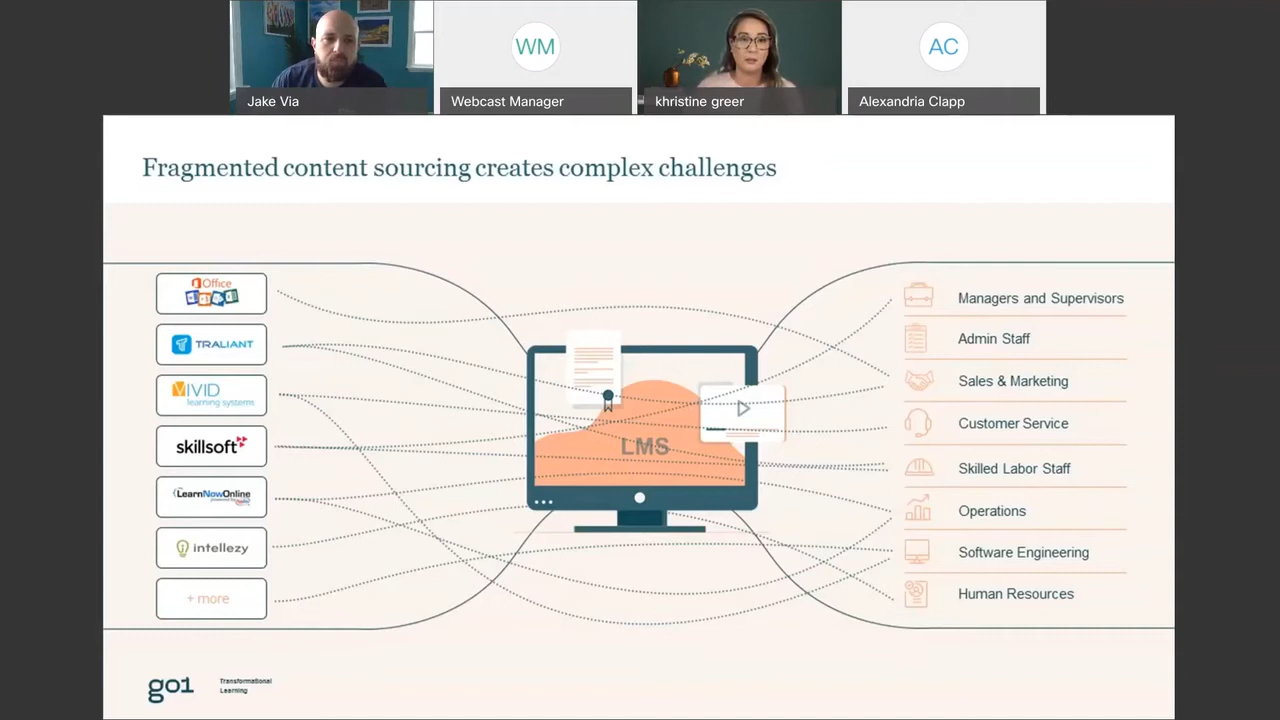 WM
AC
Jake Via
Webcast Manager
khristine greer
Alexandria Clapp
Fragmented content sourcing creates complex challenges
Office
TRALIANT
VIVID
learning systems
skillsoft
LearnNowOnline
intellezy
+ more
LMS
Managers and Supervisors
Admin Staff
Sales & Marketing
Customer Service
Skilled Labor Staff
Operations
Software Engineering
Human Resources
go1
Transformational
Learning